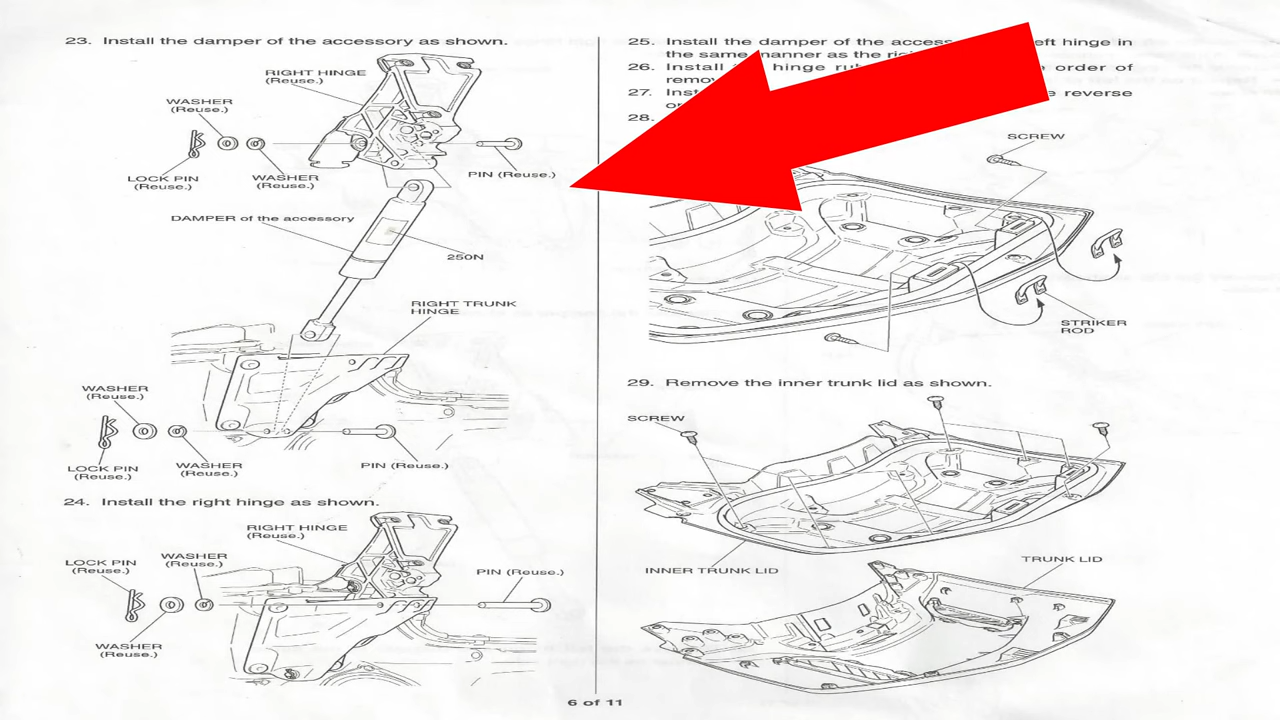 23. Install the damper of the accessory as shown.
RIGHT HINGE
(Reuse.)
WASHER
(Reuse.)
LOCK PIN
(Reuse.)
WASHER
(Reuse.)
PIN (Reuse.)
DAMPER of the accessory
250N
RIGHT TRUNK
HINGE
WASHER
(Reuse.)
LOCK PIN
(Reuse.)
WASHER
(Reuse.)
PIN (Reuse.)
24. Install the right hinge as shown.
RIGHT HINGE
(Reuse.)
LOCK PIN
(Reuse.)
WASHER
(Reuse.)
PIN (Reuse.)
WASHER
(Reuse.)
25. Install the damper of the hinge in
the same manner as the
26. Install hinge order of
27. reverse
28.
SCREW
STRIKER
ROD
29. Remove the inner trunk lid as shown.
SCREW
INNER TRUNK LID
TRUNK LID
6 of 11